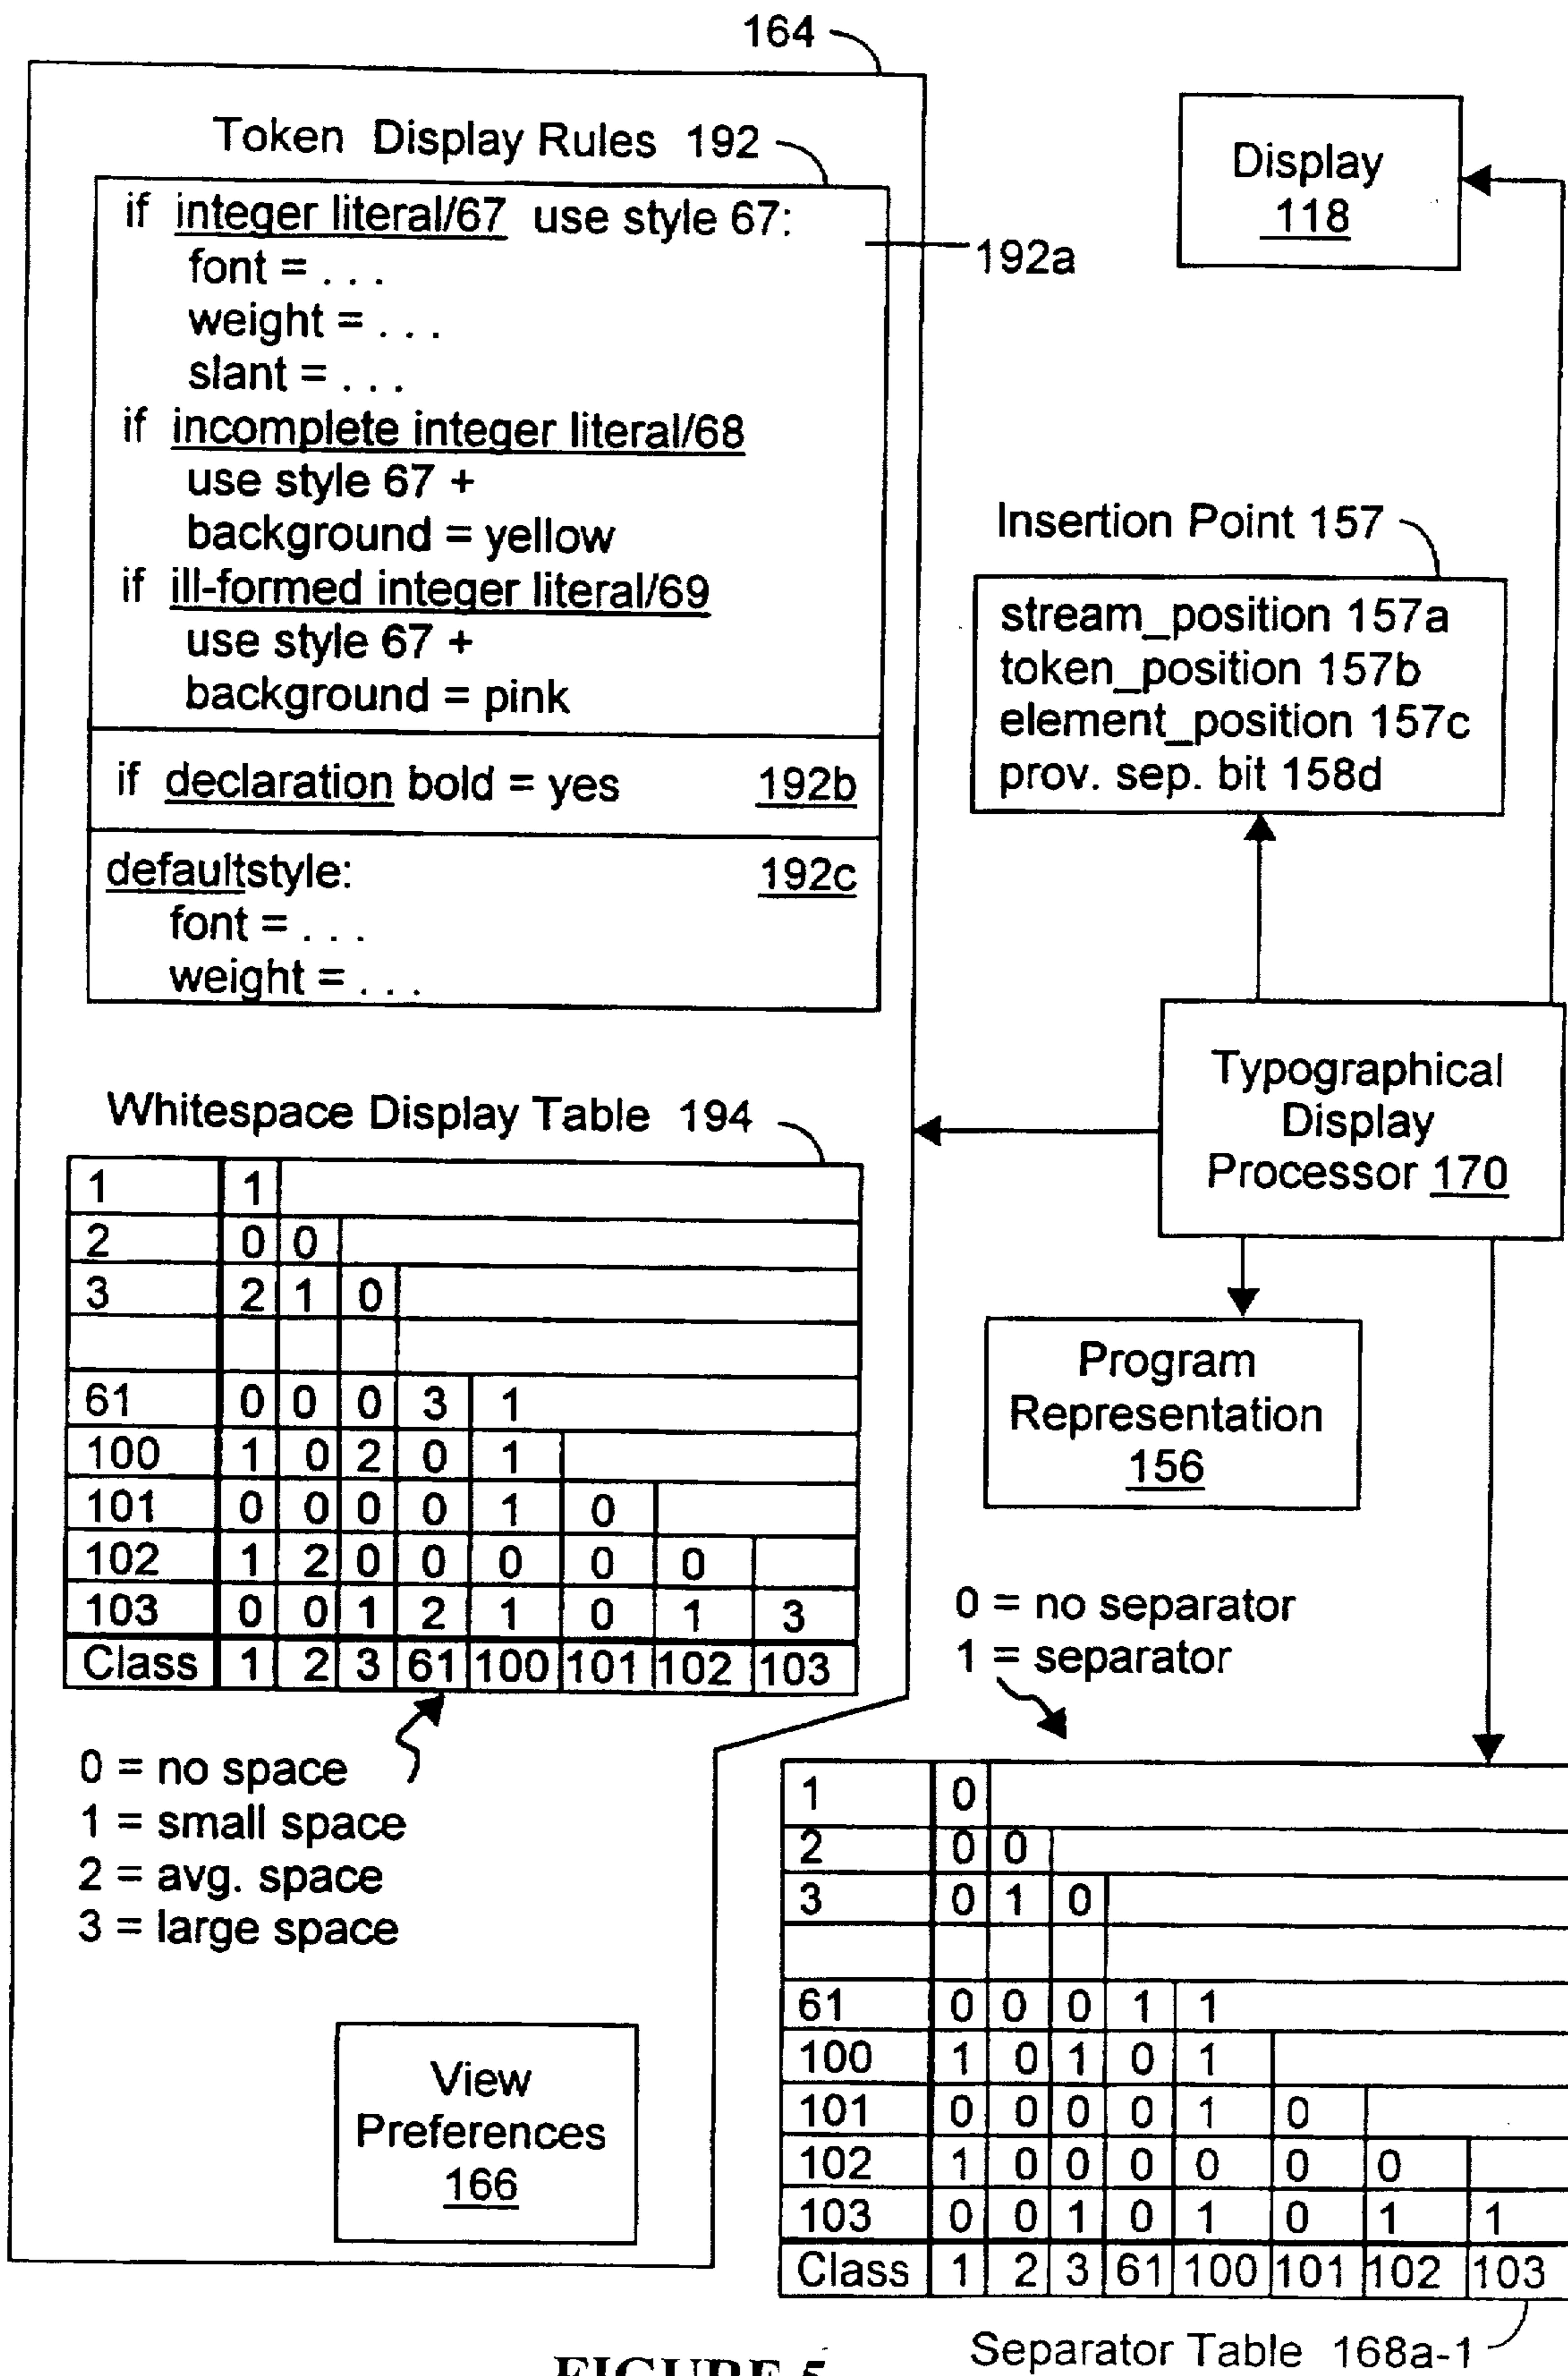 164
Token Display Rules 192
if integer literal/67 use style 67:
font = . . .
weight = . . .
slant = . . .
if incomplete integer literal/68
use style 67 +
background = yellow
if ill-formed integer literal/69
use style 67 +
background = pink
192a
if declaration bold = yes 192b
defaultstyle: 192c
font = . . .
weight = . . .
Display
118
Insertion Point 157
stream_position 157a
token_position 157b
element_position 157c
prov. sep. bit 158d
Typographical
Display
Processor 170
Program
Representation
156
Whitespace Display Table 194
1 1
2 0 0
3 2 1 0
61 0 0 0 3 1
100 1 0 2 0 1
101 0 0 0 0 1 0
102 1 2 0 0 0 0 0
103 0 0 1 2 1 0 1 3
Class 1 2 3 61 100 101 102 103
0 = no space
1 = small space
2 = avg. space
3 = large space
View
Preferences
166
0 = no separator
1 = separator
1 0
2 0 0
3 0 1 0
61 0 0 0 1 1
100 1 0 1 0 1
101 0 0 0 0 1 0
102 1 0 0 0 0 0 0
103 0 0 1 0 1 0 1 1
Class 1 2 3 61 100 101 102 103
Separator Table 168a-1
FIGURE 5